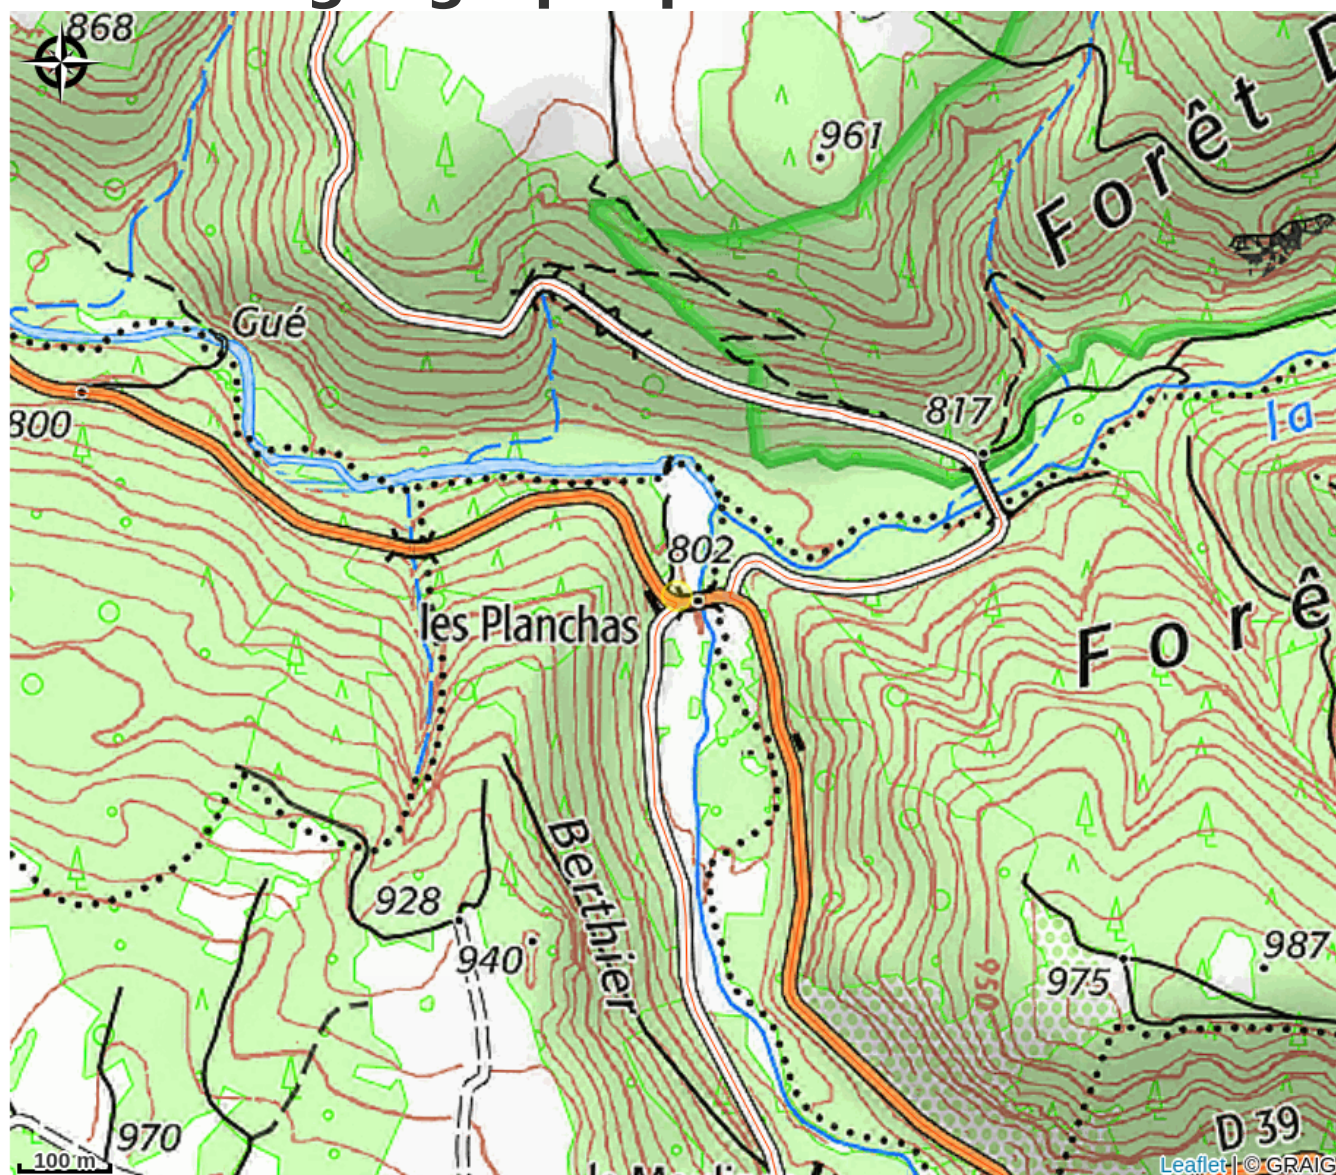 868
961
Forêt D
Gué
817
800
la
802
les Planchas
Forê
Berthier
928
940
987
975
950
D 39
970
100 m
Leaflet | © GRAIG